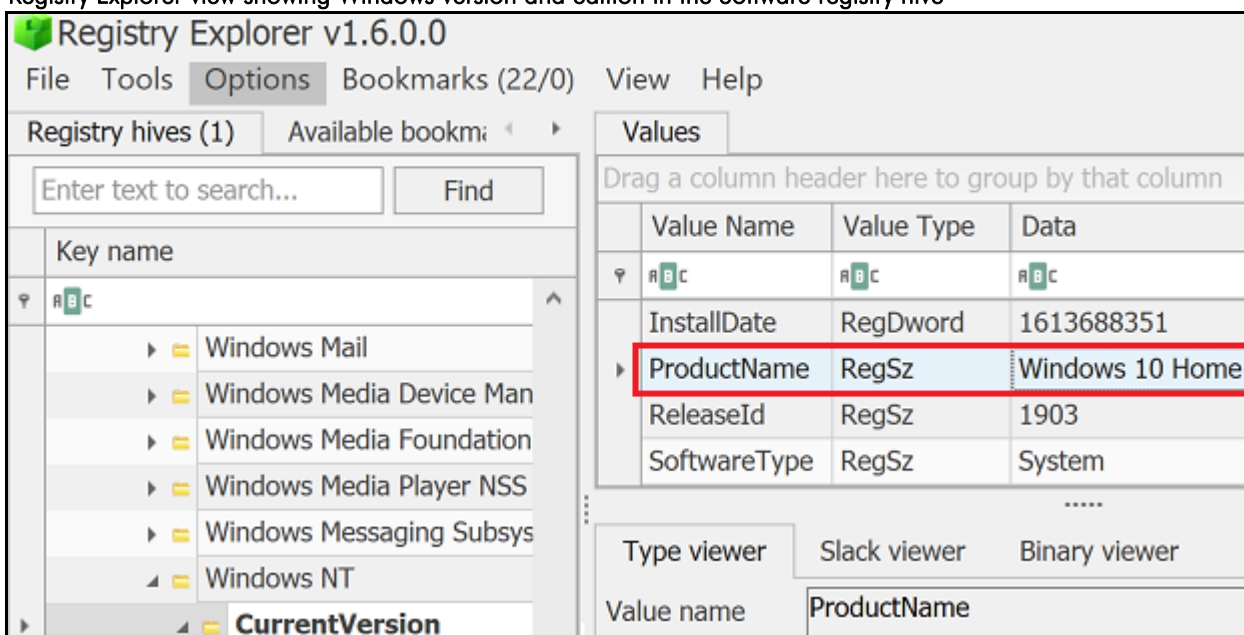 Registry Explorer view showing Windows version and edition in the Software registry hive
Registry Explorer v1.6.0.0
File Tools Options Bookmarks (22/0) View Help
Registry hives (1) Available bookma
Enter text to search... Find
Key name
ABC
Windows Mail
Windows Media Device Man
Windows Media Foundation
Windows Media Player NSS
Windows Messaging Subsys
Windows NT
CurrentVersion
Values
Drag a column header here to group by that column
Value Name Value Type Data
ABC ABC ABC
InstallDate RegDword 1613688351
ProductName RegSz Windows 10 Home
ReleaseId RegSz 1903
SoftwareType RegSz System
Type viewer Slack viewer Binary viewer
Value name ProductName